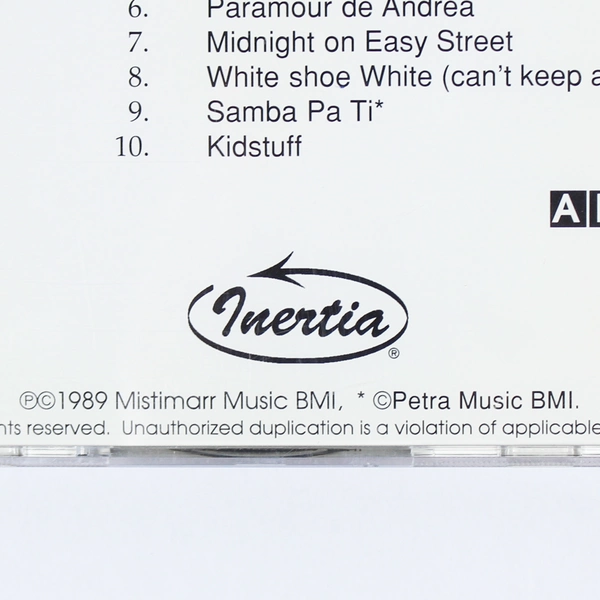 6. Paramour de Andrea
7. Midnight on Easy Street
8. White shoe White (can't keep a
9. Samba Pa Ti*
10. Kidstuff
A
Inertia
®
ⓅⒸ1989 Mistimarr Music BMI, * ©Petra Music BMI.
nts reserved. Unauthorized duplication is a violation of applicable